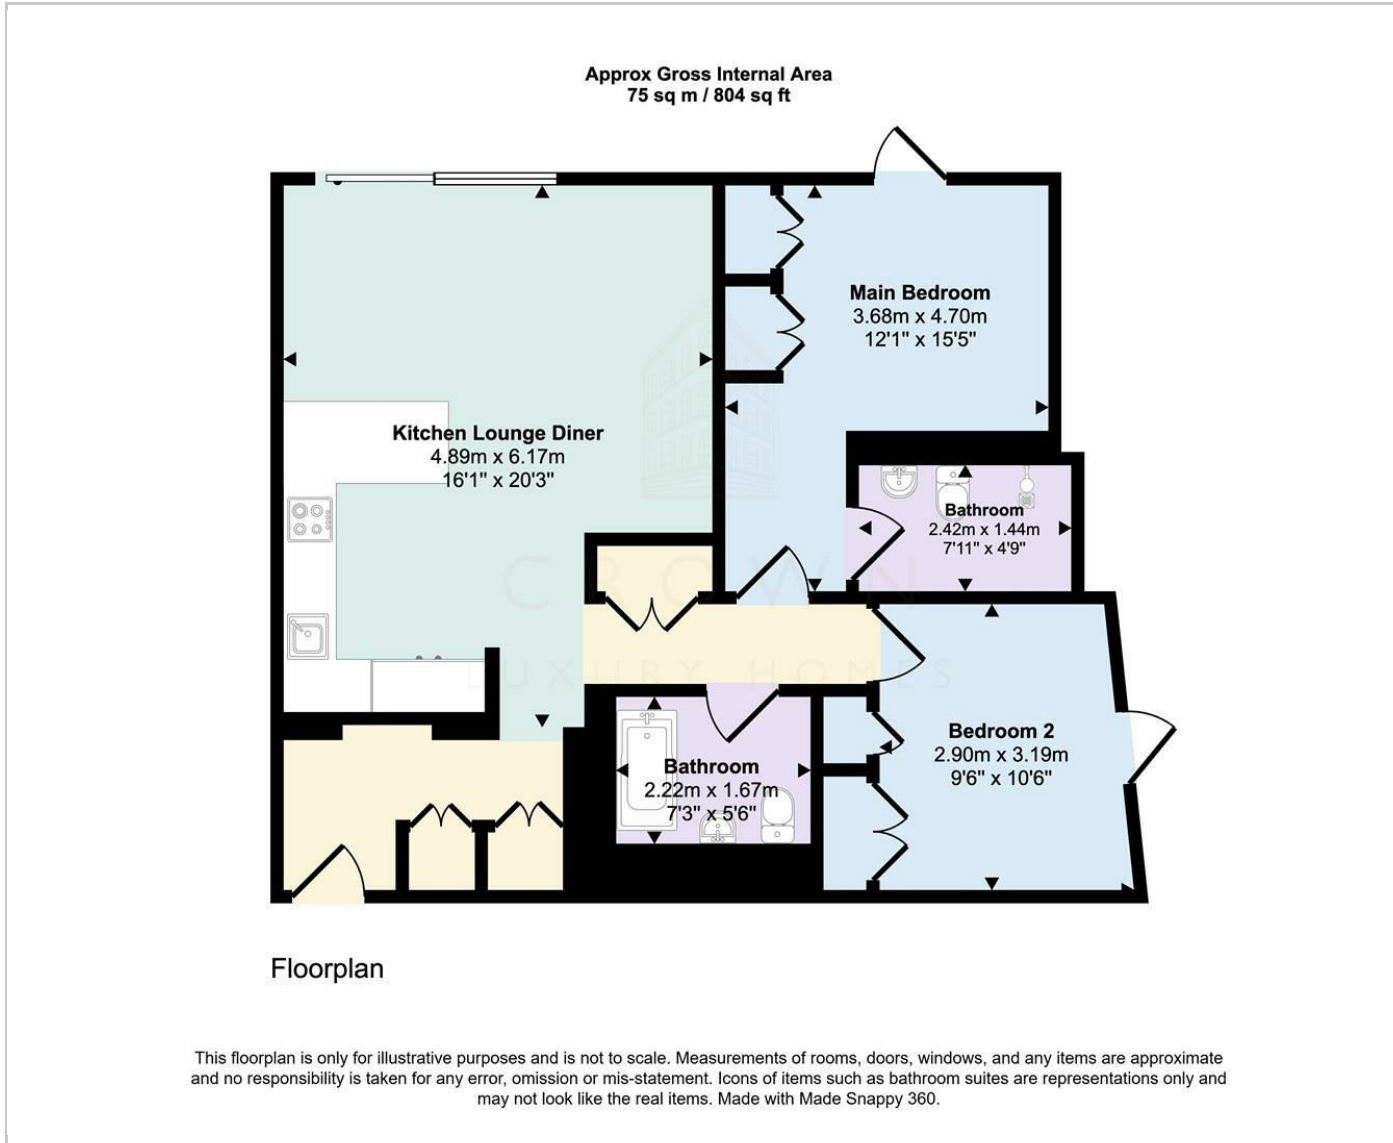 Approx Gross Internal Area
75 sq m / 804 sq ft
Main Bedroom
3.68m x 4.70m
12'1" x 15'5"
Kitchen Lounge Diner
4.89m x 6.17m
16'1" x 20'3"
Bathroom
2.42m x 1.44m
7'11" x 4'9"
CROWN
LUXURY HOMES
Bedroom 2
2.90m x 3.19m
9'6" x 10'6"
Bathroom
2.22m x 1.67m
7'3" x 5'6"
Floorplan
This floorplan is only for illustrative purposes and is not to scale. Measurements of rooms, doors, windows, and any items are approximate
and no responsibility is taken for any error, omission or mis-statement. Icons of items such as bathroom suites are representations only and
may not look like the real items. Made with Made Snappy 360.